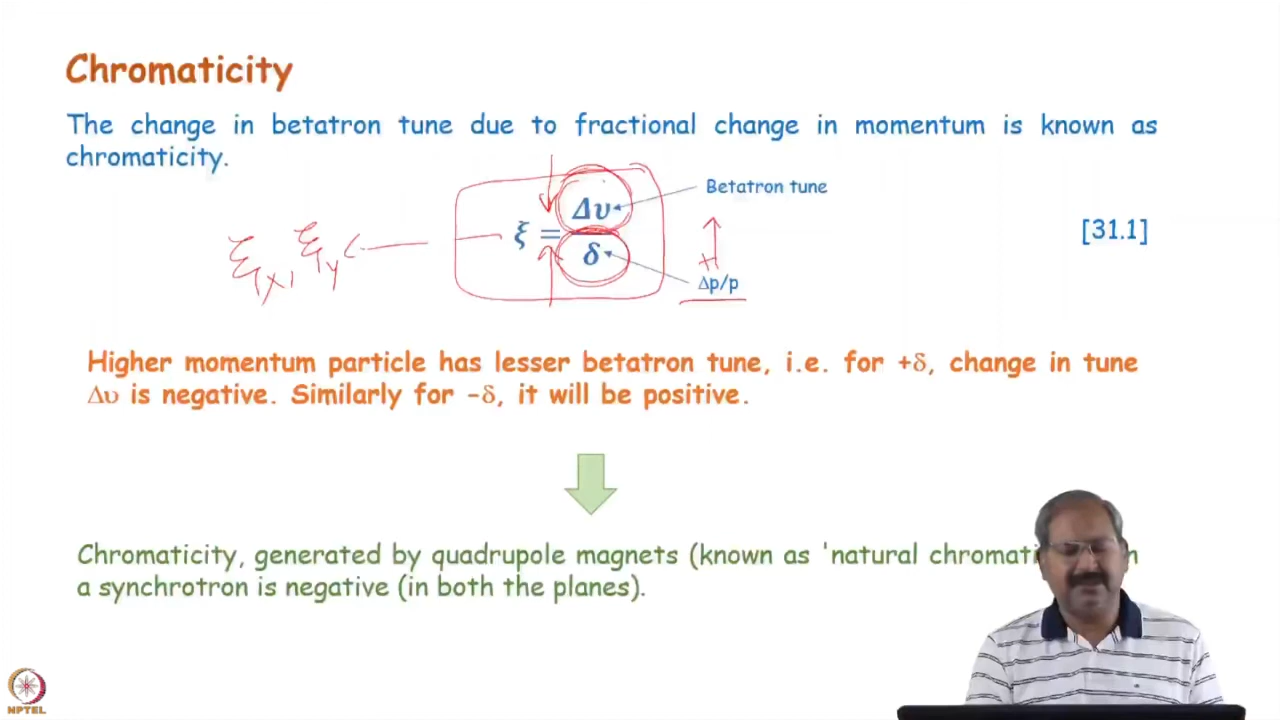 Chromaticity
The change in betatron tune due to fractional change in momentum is known as
chromaticity.
Betatron tune
ξ = Δυ / δ
[31.1]
ξx, ξy
Δp/p
Higher momentum particle has lesser betatron tune, i.e. for +δ, change in tune
Δυ is negative. Similarly for -δ, it will be positive.
Chromaticity, generated by quadrupole magnets (known as 'natural
a synchrotron is negative (in both the planes).
NPTEL